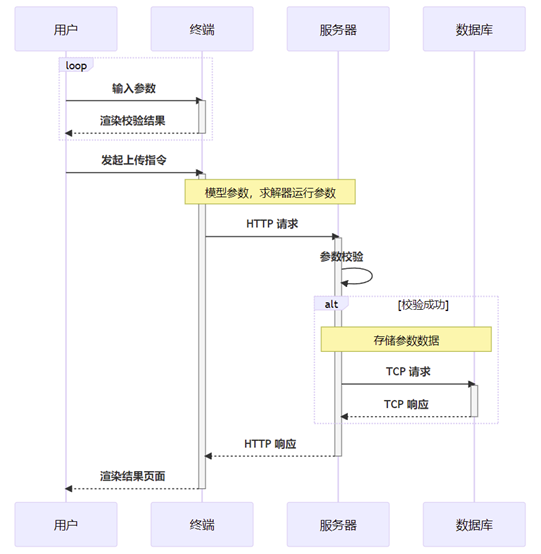 用户
终端
服务器
数据库
loop
输入参数
渲染校验结果
发起上传指令
模型参数，求解器运行参数
HTTP 请求
参数校验
alt
[校验成功]
存储参数数据
TCP 请求
TCP 响应
HTTP 响应
渲染结果页面
用户
终端
服务器
数据库